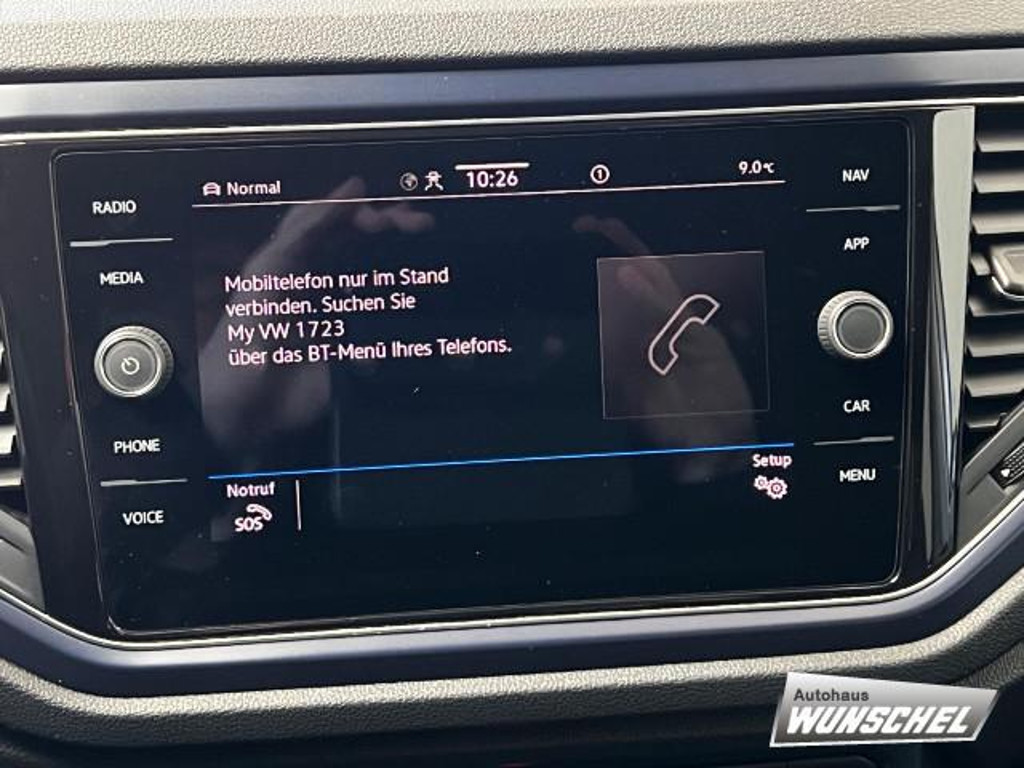 Normal
10:26
1
9.0°C
RADIO
MEDIA
PHONE
VOICE
Mobiltelefon nur im Stand
verbinden. Suchen Sie
My VW 1723
über das BT-Menü Ihres Telefons.
Notruf
SOS
Setup
NAV
APP
CAR
MENU
Autohaus
WUNSCHEL